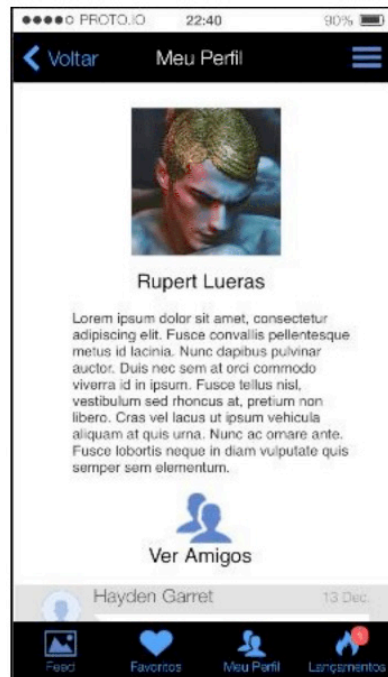 PROTO.IO 22:40 90%
Voltar Meu Perfil
Rupert Lueras
Lorem ipsum dolor sit amet, consectetur
adipiscing elit. Fusce convallis pellentesque
metus id lacinia. Nunc dapibus pulvinar
auctor. Duis nec sem at orci commodo
viverra id in ipsum. Fusce tellus nisl,
vestibulum sed rhoncus at, pretium non
libero. Cras vel lacus ut ipsum vehicula
aliquam at quis urna. Nunc ac ornare ante.
Fusce lobortis neque in diam vulputate quis
semper sem elementum.
Ver Amigos
Hayden Garret 13 Dec.
1
Feed Favoritos Meu Perfil Lançamentos